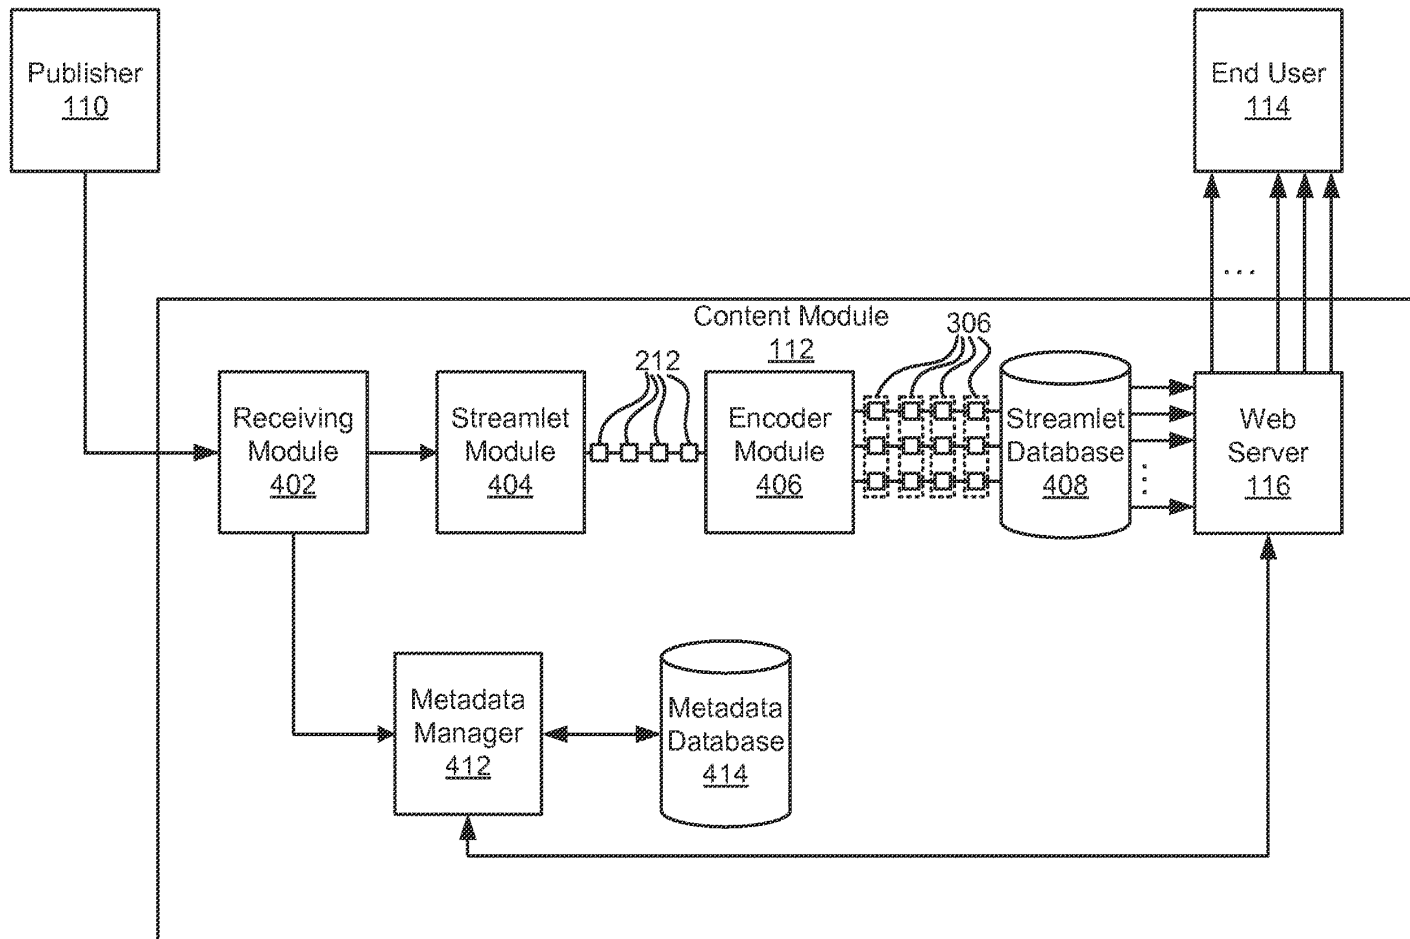 Publisher
110
End User
114
Content Module
112
306
212
Receiving
Module
402
Streamlet
Module
404
Encoder
Module
406
Streamlet
Database
408
Web
Server
116
...
...
Metadata
Manager
412
Metadata
Database
414